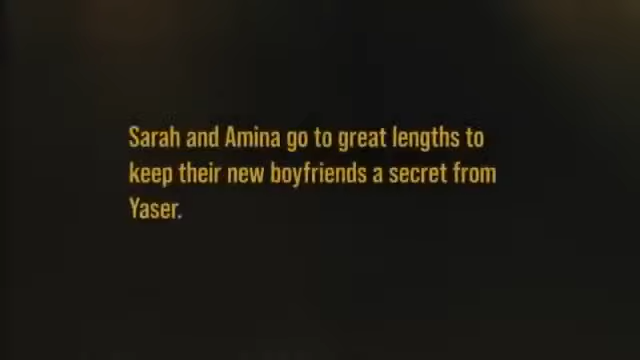 Sarah and Amina go to great lengths to
keep their new boyfriends a secret from
Yaser.